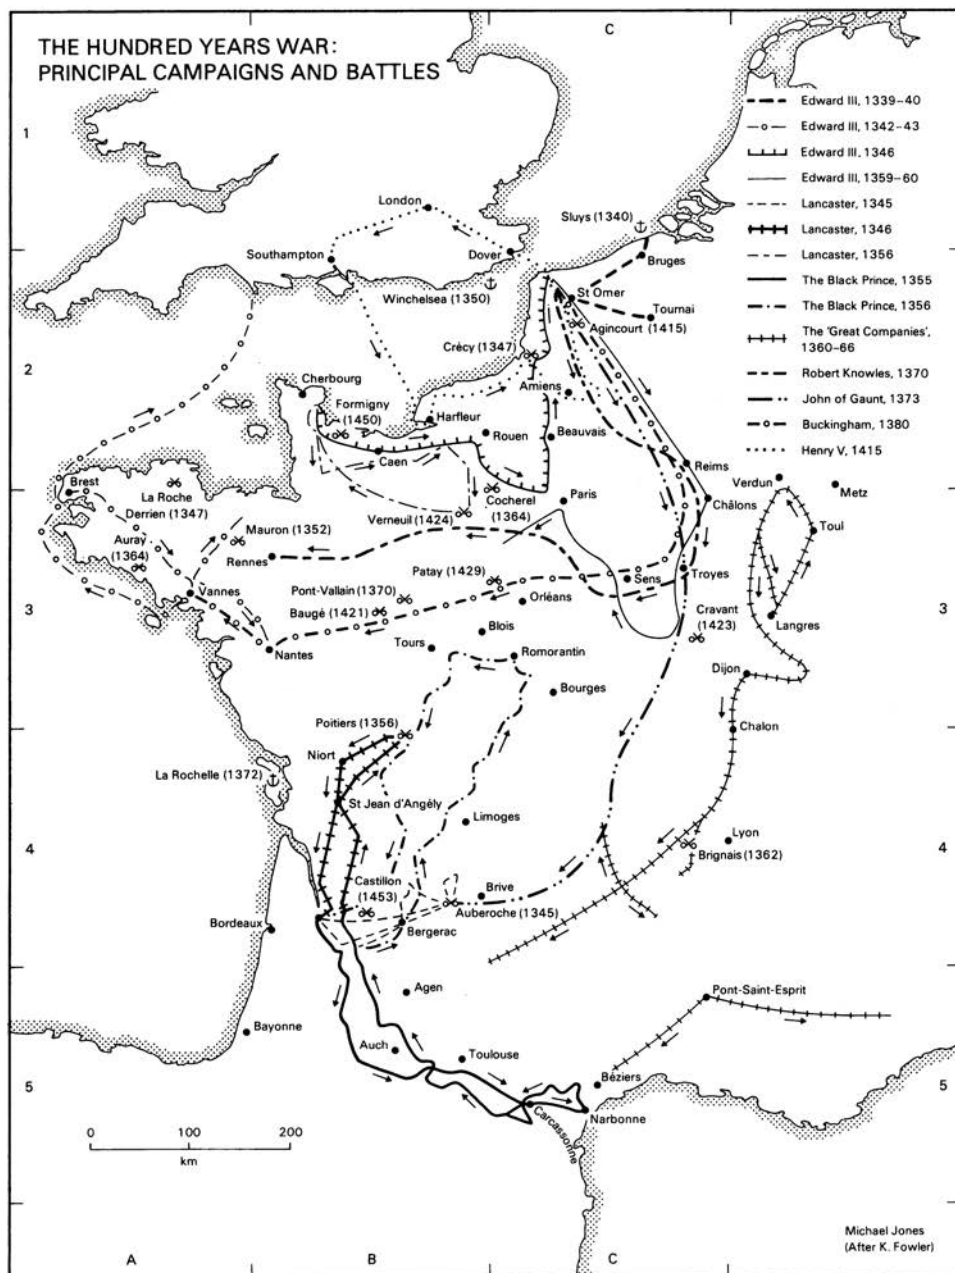 THE HUNDRED YEARS WAR:
PRINCIPAL CAMPAIGNS AND BATTLES
C
1
2
3
4
5
Edward III, 1339–40
Edward III, 1342–43
Edward III, 1346
Edward III, 1359–60
Lancaster, 1345
Lancaster, 1346
Lancaster, 1356
The Black Prince, 1355
The Black Prince, 1356
The 'Great Companies',
1360–66
Robert Knowles, 1370
John of Gaunt, 1373
Buckingham, 1380
Henry V, 1415
London
Sluys (1340)
Southampton
Dover
Bruges
Winchelsea (1350)
St Omer
Tournai
Agincourt (1415)
Crécy (1347)
Cherbourg
Amiens
Formigny
(1450)
Harfleur
Rouen
Beauvais
Caen
Reims
Verdun
Metz
Brest
La Roche
Derrien (1347)
Cocherel
(1364)
Paris
Châlons
Verneuil (1424)
Toul
Mauron (1352)
Auray
(1364)
Rennes
Patay (1429)
Sens
Troyes
Vannes
Pont-Vallain (1370)
Baugé (1421)
Orléans
Cravant
(1423)
3
Langres
Blois
Nantes
Tours
Romorantin
Dijon
Bourges
Poitiers (1356)
Chalon
Niort
La Rochelle (1372)
St Jean d'Angély
Limoges
Lyon
4
Brignais (1362)
Castillon
(1453)
Brive
Auberoche (1345)
Bordeaux
Bergerac
Agen
Pont-Saint-Esprit
Bayonne
Auch
Toulouse
Béziers
5
Carcassonne
Narbonne
0 100 200
km
Michael Jones
(After K. Fowler)
A
B
C